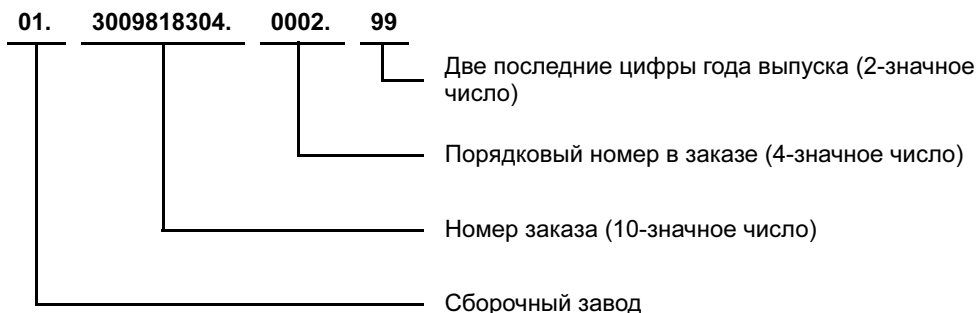 01. 3009818304. 0002. 99
Две последние цифры года выпуска (2-значное
число)
Порядковый номер в заказе (4-значное число)
Номер заказа (10-значное число)
Сборочный завод